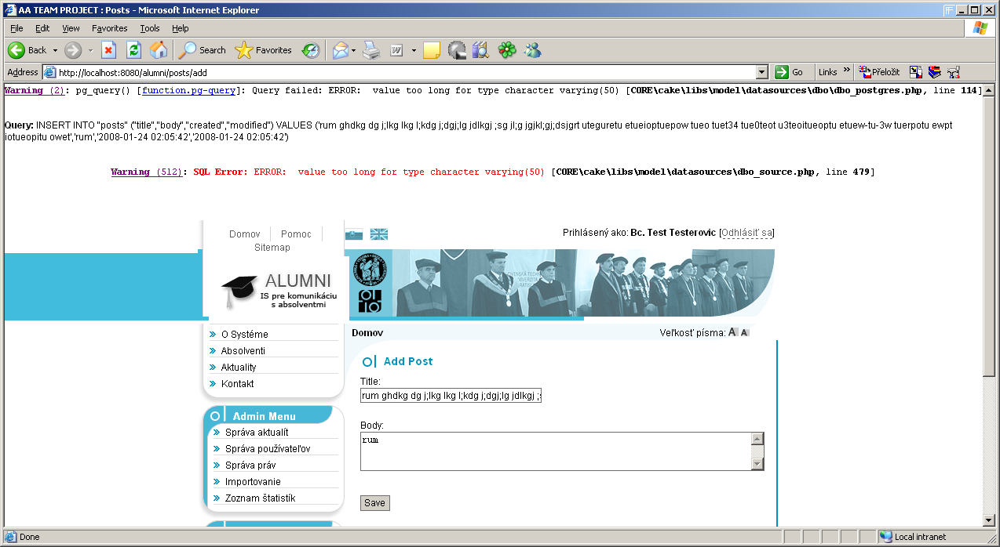 AA TEAM PROJECT : Posts - Microsoft Internet Explorer
File Edit View Favorites Tools Help
Back Search Favorites
Address http://localhost:8080/alumni/posts/add Go Links » Preložiť
Warning (2): pg_query() [function.pg-query]: Query failed: ERROR: value too long for type character varying(50) [CORE\cake\libs\model\datasources\dbo\dbo_postgres.php, line 114]
Query: INSERT INTO "posts" ("title","body","created","modified") VALUES ('rum ghdkg dg j;lkg lkg l;kdg j;dgj;lg jdlkgj ;sg jl;g jgjkl;gj;dsjgrt uteguretu etueioptuepow tueo tuet34 tue0teot u3teoitueoptu etuew-tu-3w tuerpotu ewpt
iotueopitu owet','rum','2008-01-24 02:05:42','2008-01-24 02:05:42')
Warning (512): SQL Error: ERROR: value too long for type character varying(50) [CORE\cake\libs\model\datasources\dbo_source.php, line 479]
Domov Pomoc
Sitemap
Prihlásený ako: Bc. Test Testerovic [Odhlásiť sa]
ALUMNI
IS pre komunikáciu
s absolventmi
O Systéme
Absolventi
Aktuality
Kontakt
Admin Menu
Správa aktualít
Správa používateľov
Správa práv
Importovanie
Zoznam štatistík
Domov Veľkosť písma: A A
Add Post
Title:
rum ghdkg dg j;lkg lkg l;kdg j;dgj;lg jdlkgj ;
Body:
rum
Save
Done Local intranet